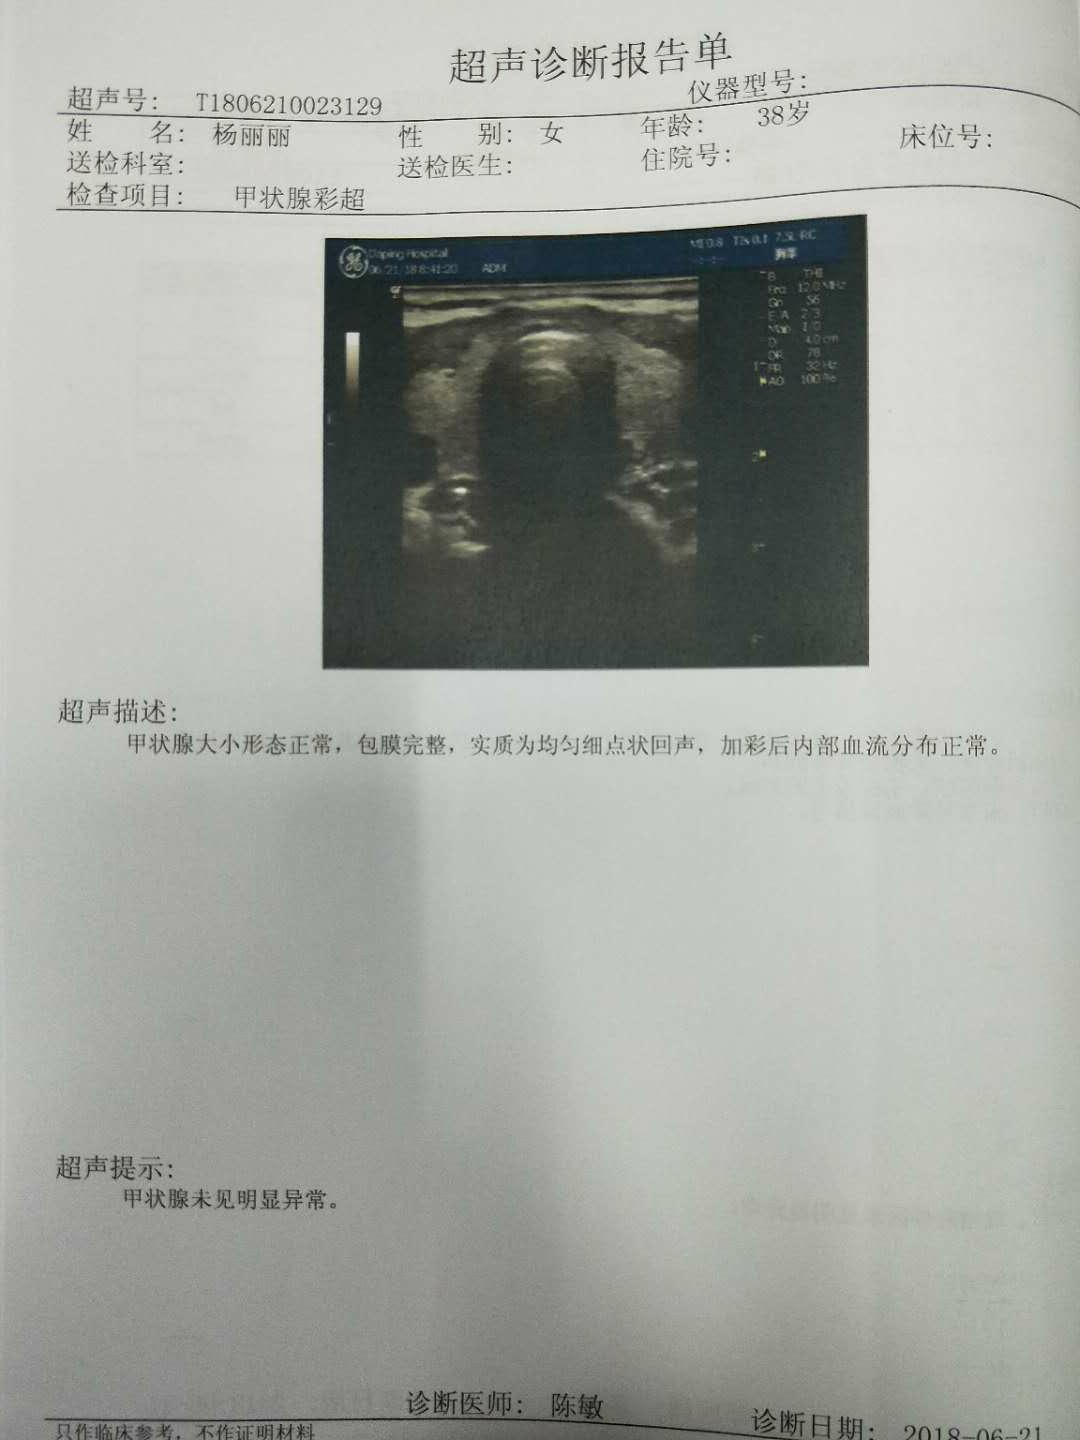 超声诊断报告单
超声号： T1806210023129 仪器型号：
姓 名： 杨丽丽 性 别： 女 年龄： 38岁 床位号：
送检科室： 送检医生： 住院号：
检查项目： 甲状腺彩超
Daping Hospital MI 0.8 TIs 0.1 7.5L-RC
06/21/18 8:41:20 ADM
B THI
Frq 12.0 MHz
Gn 56
E/A 2/3
Map 1/0
D 4.0 cm
DR 78
FR 32 Hz
AO 100 %
超声描述：
甲状腺大小形态正常，包膜完整，实质为均匀细点状回声，加彩后内部血流分布正常。
超声提示：
甲状腺未见明显异常。
诊断医师： 陈敏
只作临床参考，不作证明材料 诊断日期： 2018-06-21